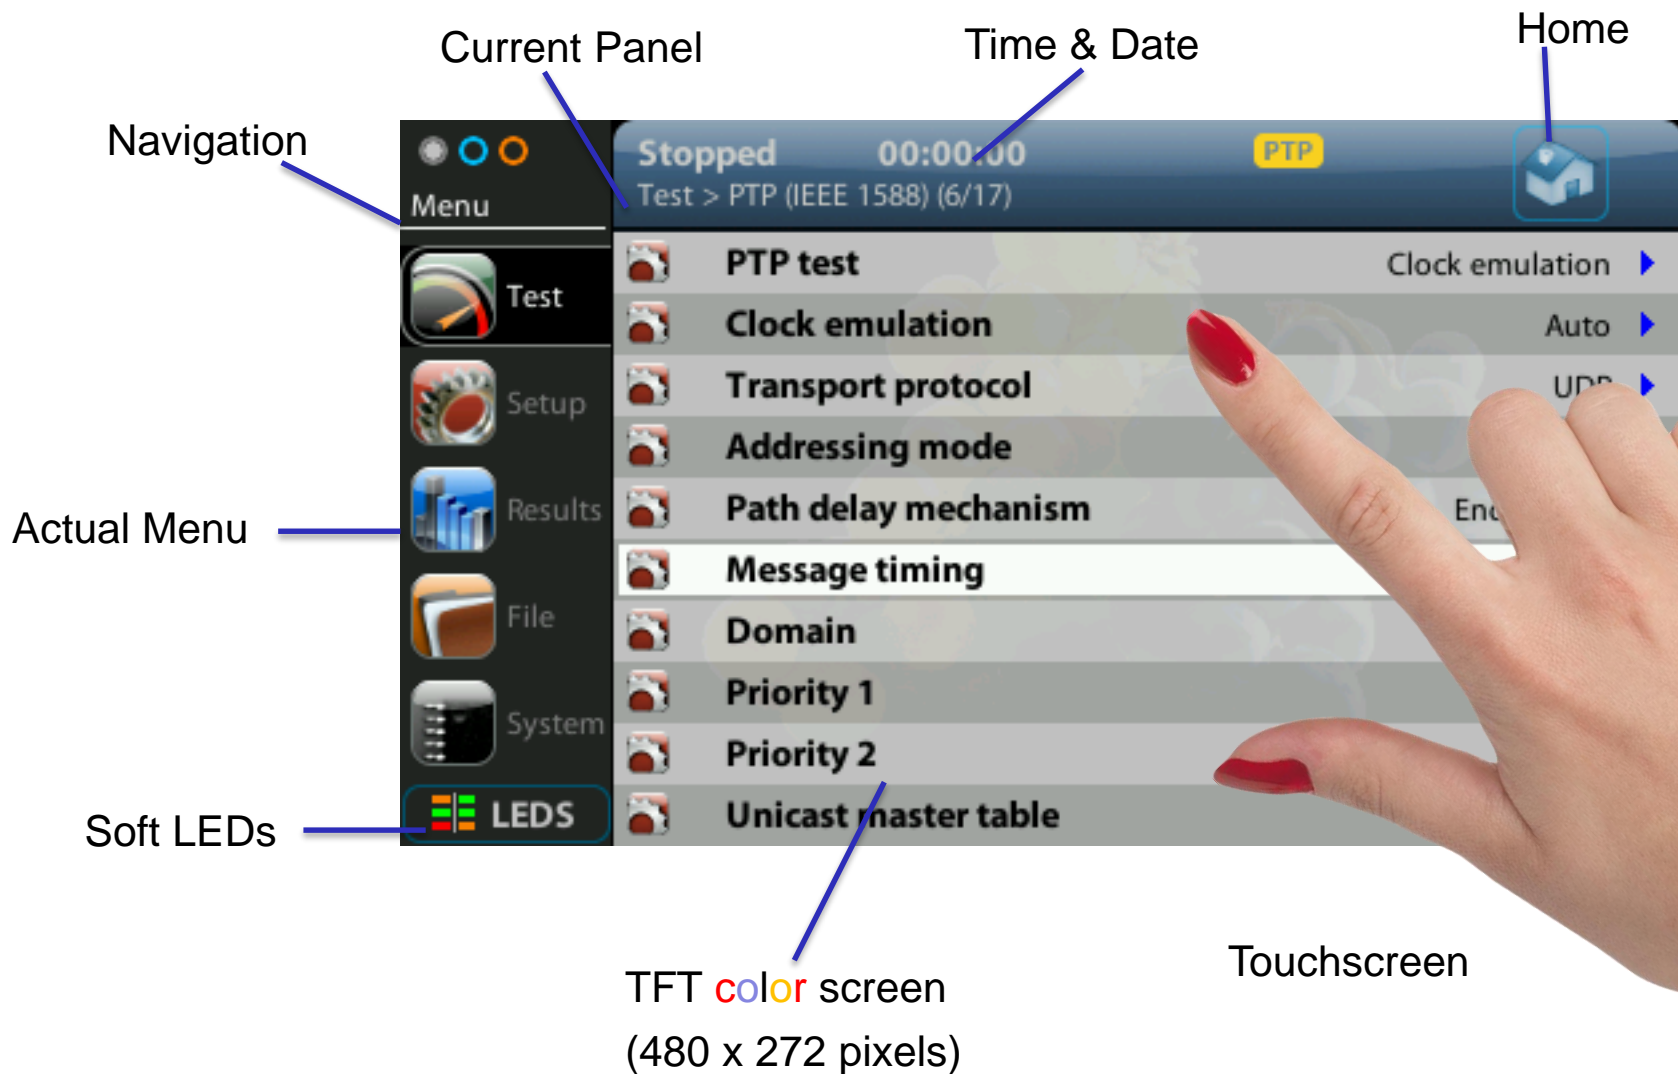 Current Panel
Time & Date
Home
Navigation
Menu
Stopped 00:00:00 PTP
Test > PTP (IEEE 1588) (6/17)
Test
Setup
Results
File
System
LEDS
PTP test Clock emulation
Clock emulation Auto
Transport protocol UDP
Addressing mode
Path delay mechanism
Message timing
Domain
Priority 1
Priority 2
Unicast master table
Actual Menu
Soft LEDs
TFT color screen
(480 x 272 pixels)
Touchscreen